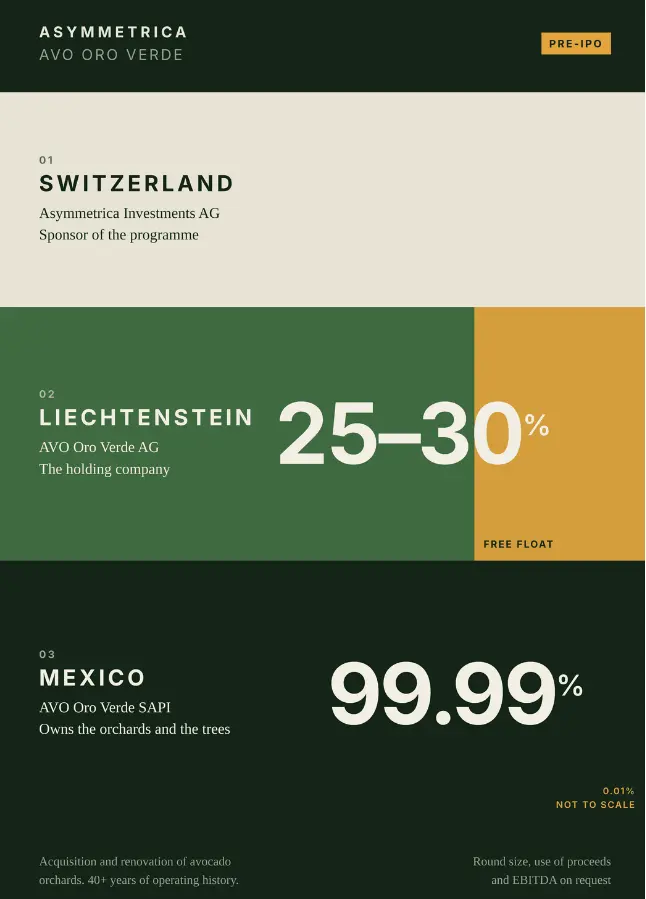 ASYMMETRICA
AVO ORO VERDE
PRE-IPO
01
SWITZERLAND
Asymmetrica Investments AG
Sponsor of the programme
02
LIECHTENSTEIN
AVO Oro Verde AG
The holding company
25–30%
FREE FLOAT
03
MEXICO
AVO Oro Verde SAPI
Owns the orchards and the trees
99.99%
0.01%
NOT TO SCALE
Acquisition and renovation of avocado
orchards. 40+ years of operating history.
Round size, use of proceeds
and EBITDA on request